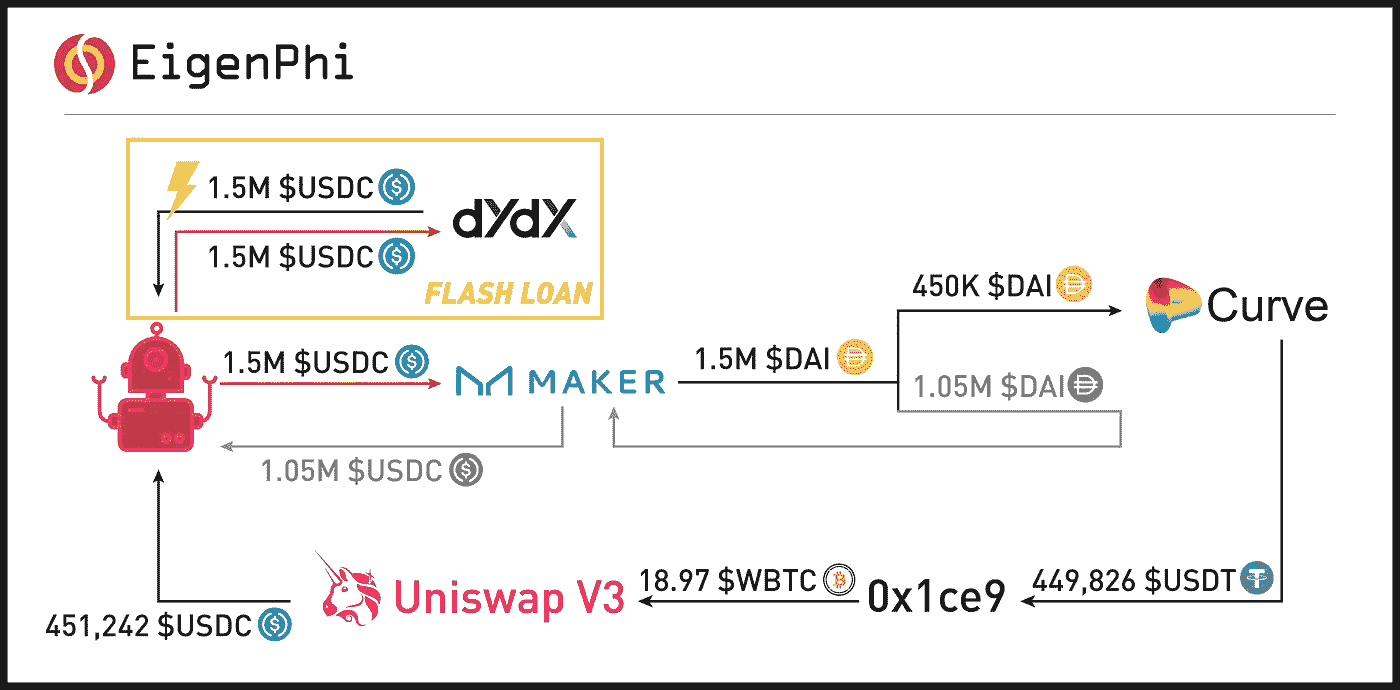 EigenPhi
1.5M $USDC
dYdX
1.5M $USDC
FLASH LOAN
1.5M $USDC
MAKER
1.5M $DAI
450K $DAI
Curve
1.05M $DAI
1.05M $USDC
451,242 $USDC
Uniswap V3
18.97 $WBTC
0x1ce9
449,826 $USDT